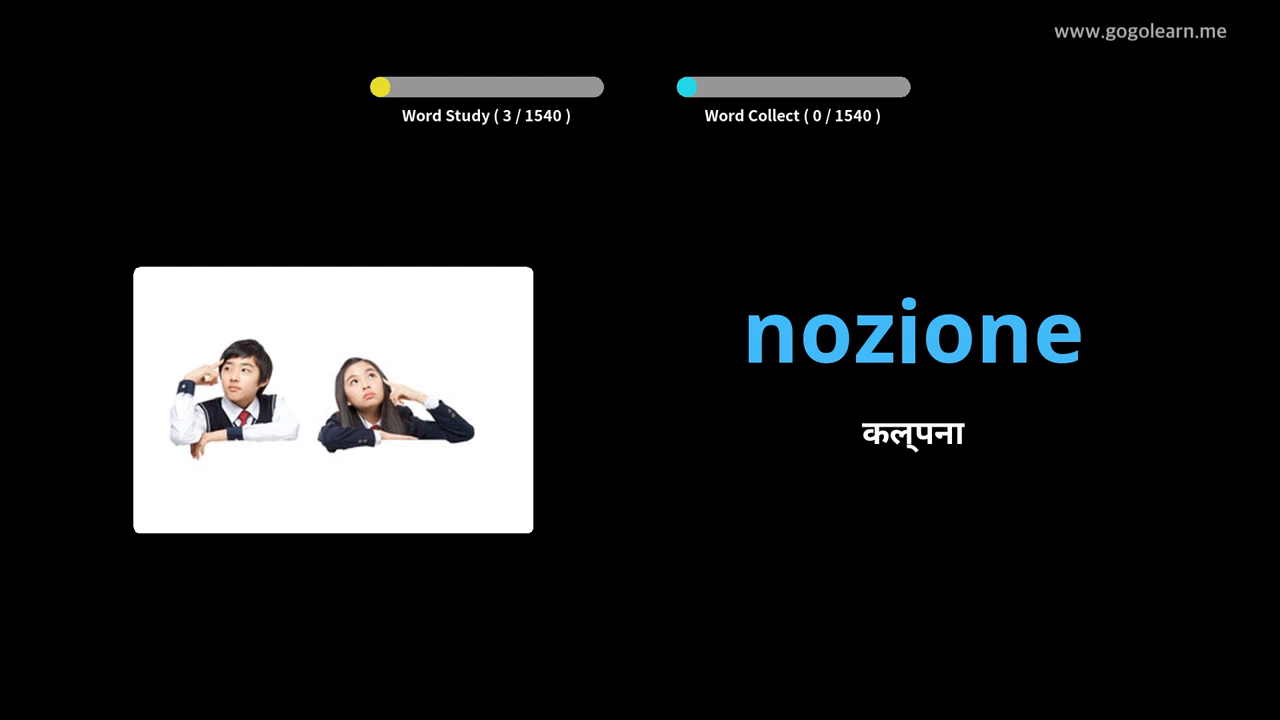 www.gogolearn.me
Word Study ( 3 / 1540 )
Word Collect ( 0 / 1540 )
nozione
कल्पना